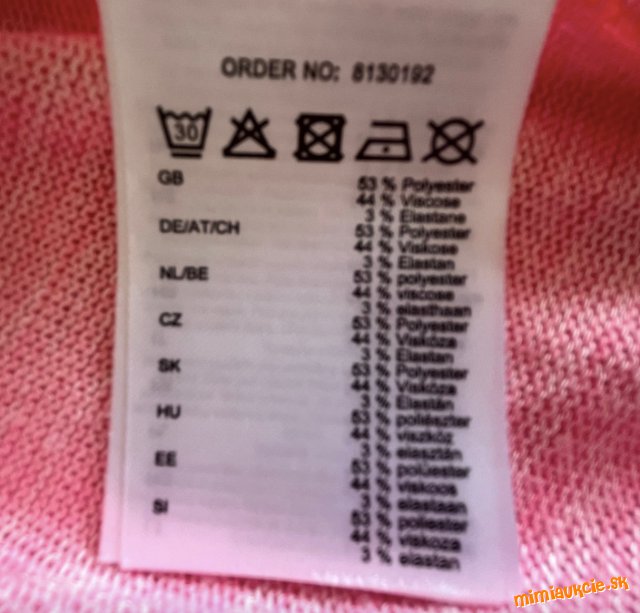 ORDER NO: 8130192
30
GB
53 % Polyester
44 % Viscose
3 % Elastane
DE/AT/CH
53 % Polyester
44 % Viskose
3 % Elastan
NL/BE
53 % polyester
44 % viscose
3 % elasthaan
CZ
53 % Polyester
44 % Viskóza
3 % Elastan
SK
53 % Polyester
44 % Viskóza
3 % Elastán
HU
53 % poliészter
44 % viszkóz
3 % elasztán
EE
53 % polüester
44 % viskoos
3 % elastaan
SI
53 % poliester
44 % viskoza
3 % elastan
mimiaukcie.sk